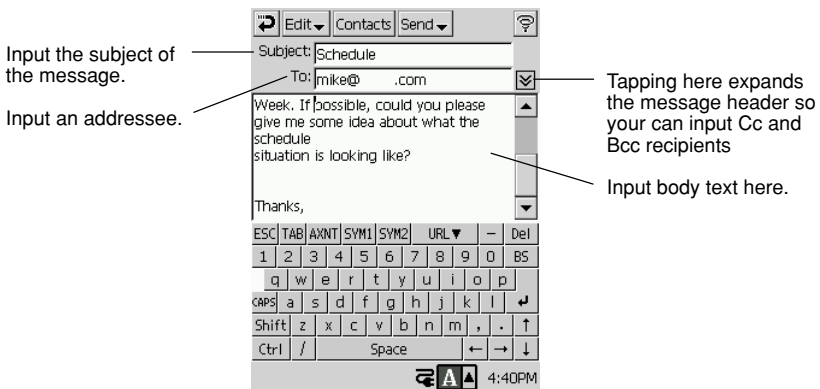 Edit Contacts Send
Input the subject of
the message.
Subject: Schedule
To: mike@ .com
Input an addressee.
Tapping here expands
the message header so
your can input Cc and
Bcc recipients
Week. If possible, could you please
give me some idea about what the
schedule
situation is looking like?
Input body text here.
Thanks,
ESC TAB AXNT SYM1 SYM2 URL▼ − Del
1 2 3 4 5 6 7 8 9 0 BS
q w e r t y u i o p
CAPS a s d f g h j k l ↵
Shift z x c v b n m , . ↑
Ctrl / Space ← → ↓
A 4:40PM